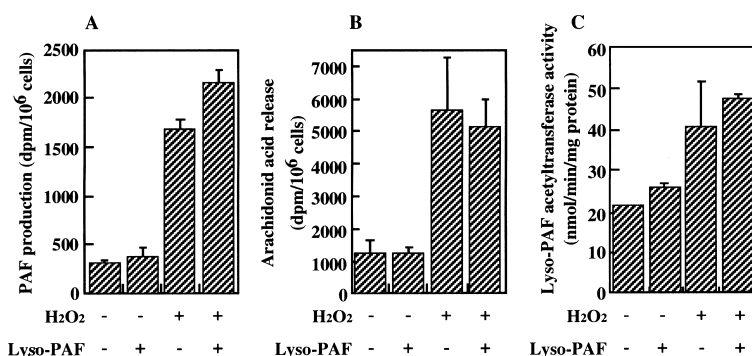 A
PAF production (dpm/10⁶ cells)
2500
2000
1500
1000
500
0
H2O2 - - + +
Lyso-PAF - + - +
B
Arachidonid acid release
(dpm/10⁶ cells)
7000
6000
5000
4000
3000
2000
1000
0
H2O2 - - + +
Lyso-PAF - + - +
C
Lyso-PAF acetyltransferase activity
(nmol/min/mg protein)
60
50
40
30
20
10
0
H2O2 - - + +
Lyso-PAF - + - +